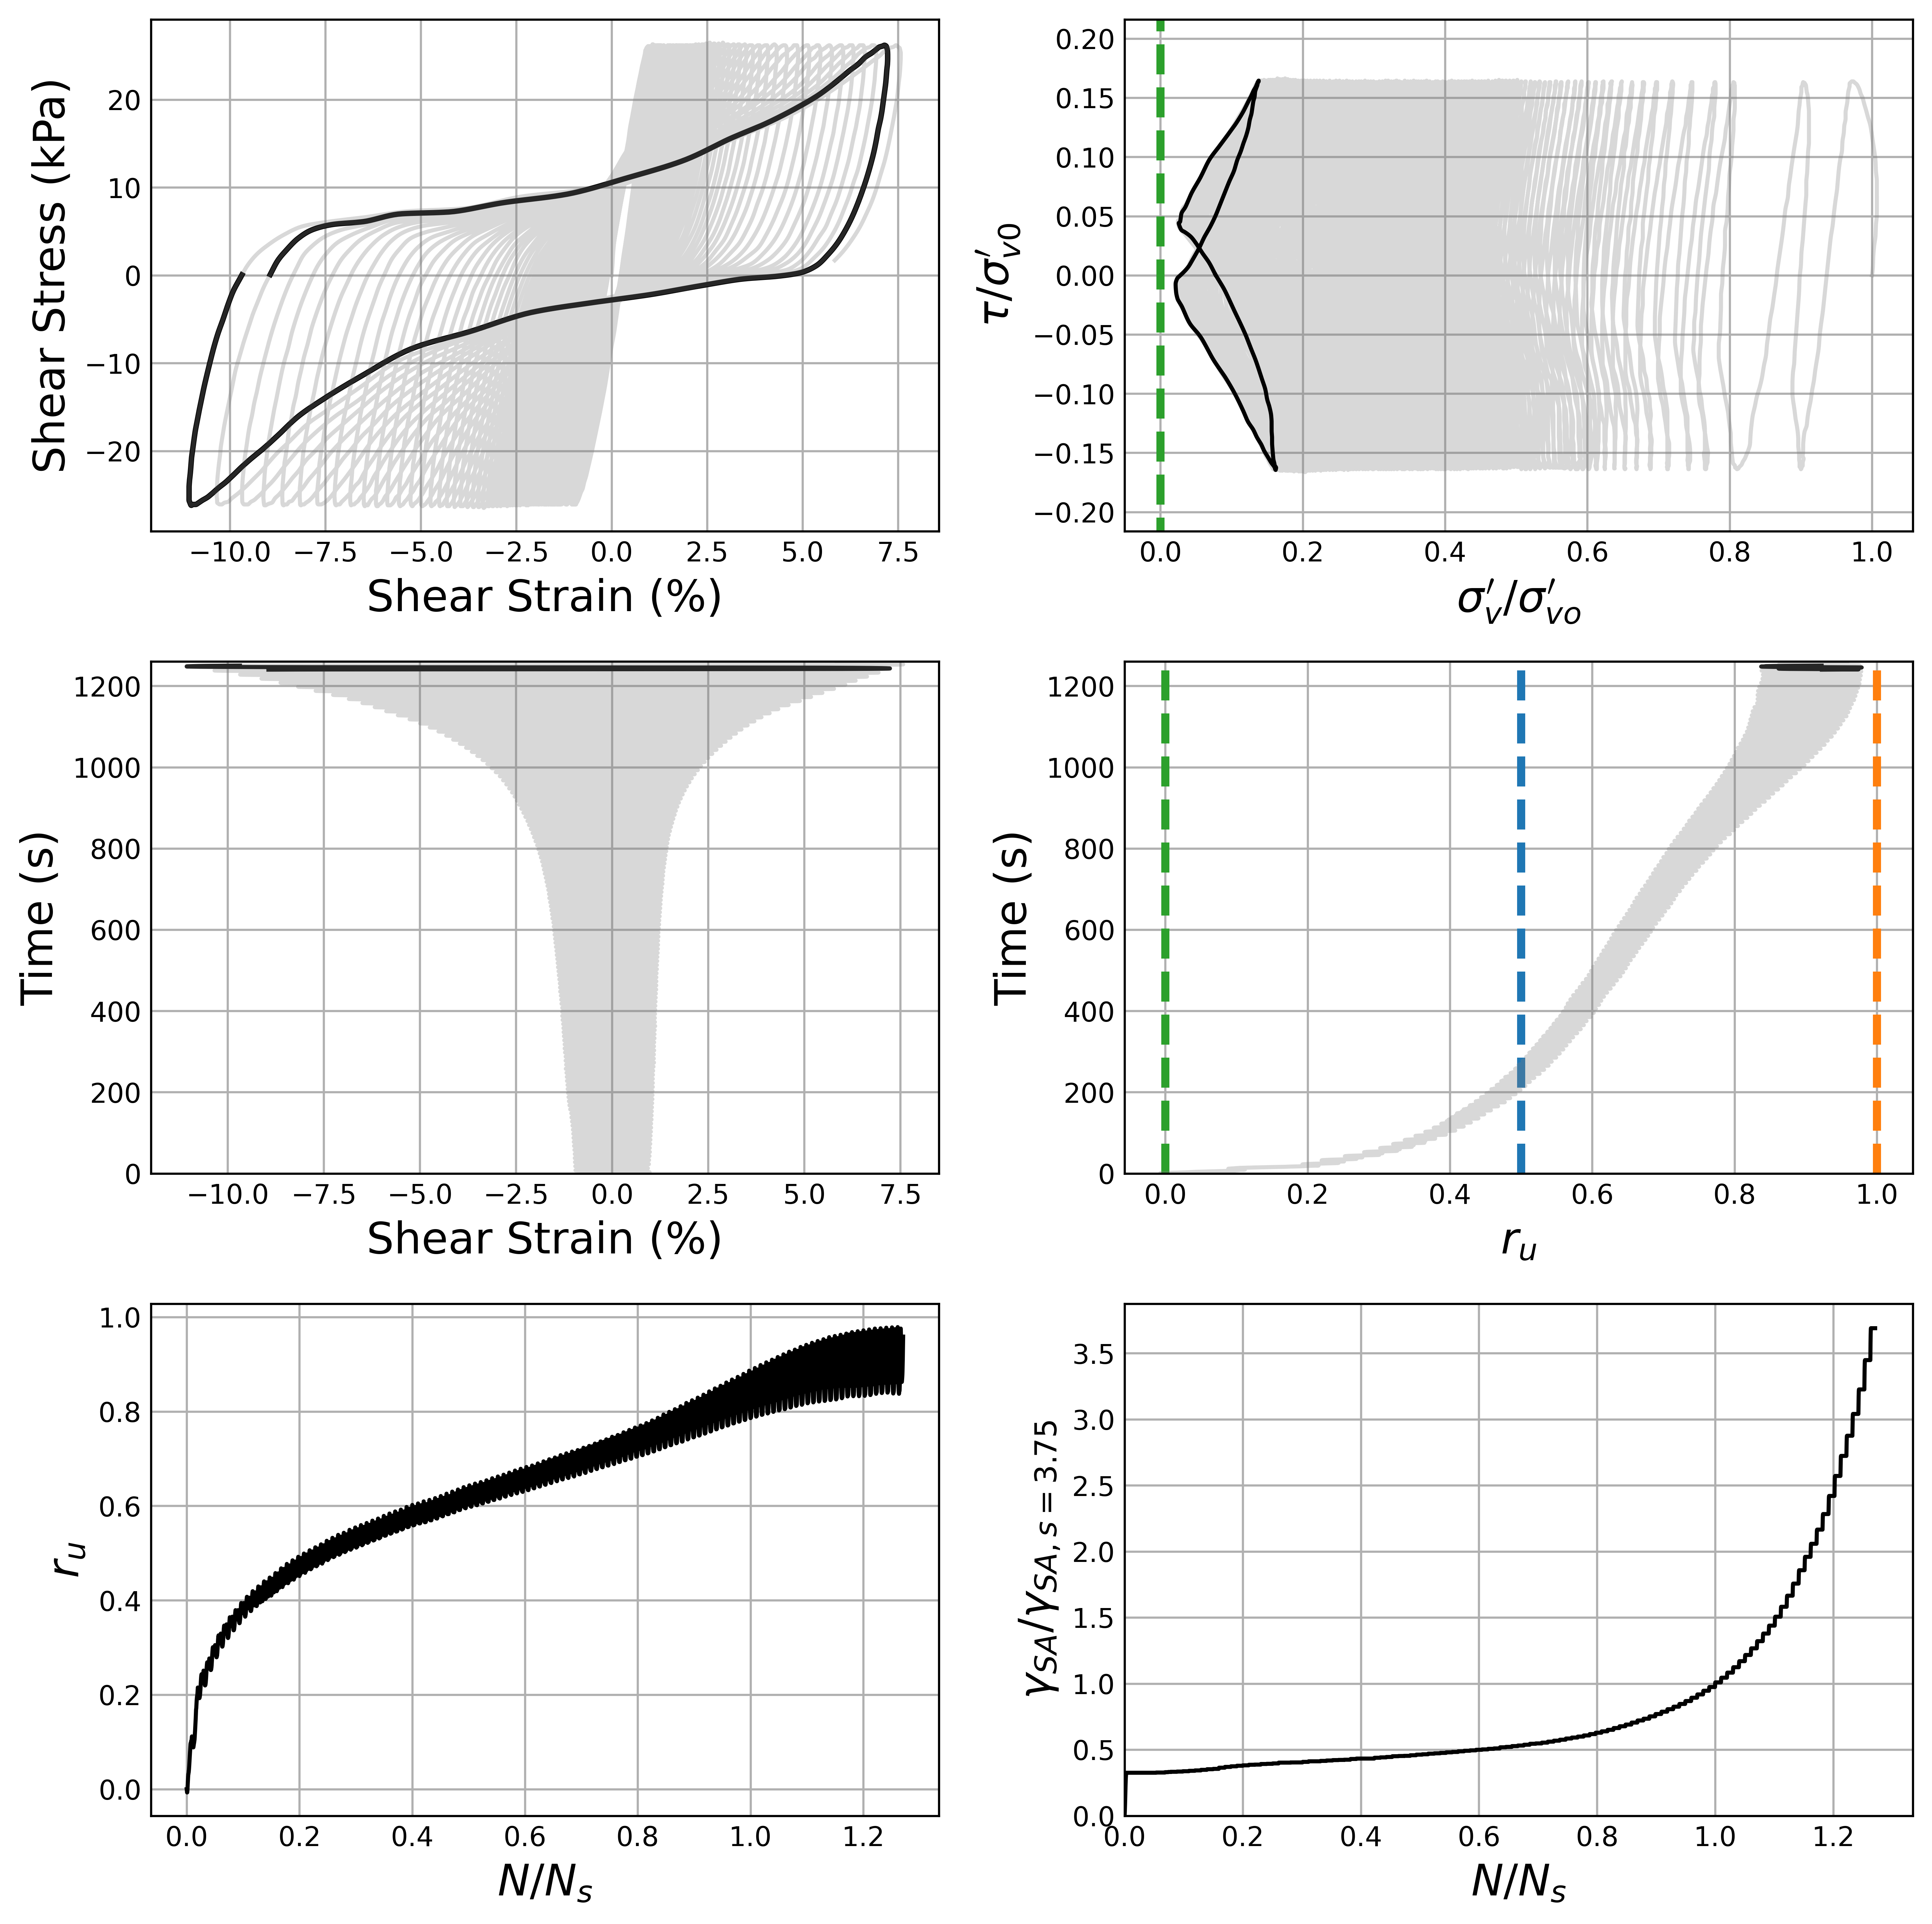 Shear Stress (kPa)
20
10
0
−10
−20
−10.0 −7.5 −5.0 −2.5 0.0 2.5 5.0 7.5
Shear Strain (%)
τ/σ′v0
0.20
0.15
0.10
0.05
0.00
−0.05
−0.10
−0.15
−0.20
0.0 0.2 0.4 0.6 0.8 1.0
σ′v/σ′vo
Time (s)
1200
1000
800
600
400
200
0
−10.0 −7.5 −5.0 −2.5 0.0 2.5 5.0 7.5
Shear Strain (%)
Time (s)
1200
1000
800
600
400
200
0
0.0 0.2 0.4 0.6 0.8 1.0
ru
ru
1.0
0.8
0.6
0.4
0.2
0.0
0.0 0.2 0.4 0.6 0.8 1.0 1.2
N/Ns
γSA/γSA, s = 3.75
3.5
3.0
2.5
2.0
1.5
1.0
0.5
0.0
0.0 0.2 0.4 0.6 0.8 1.0 1.2
N/Ns